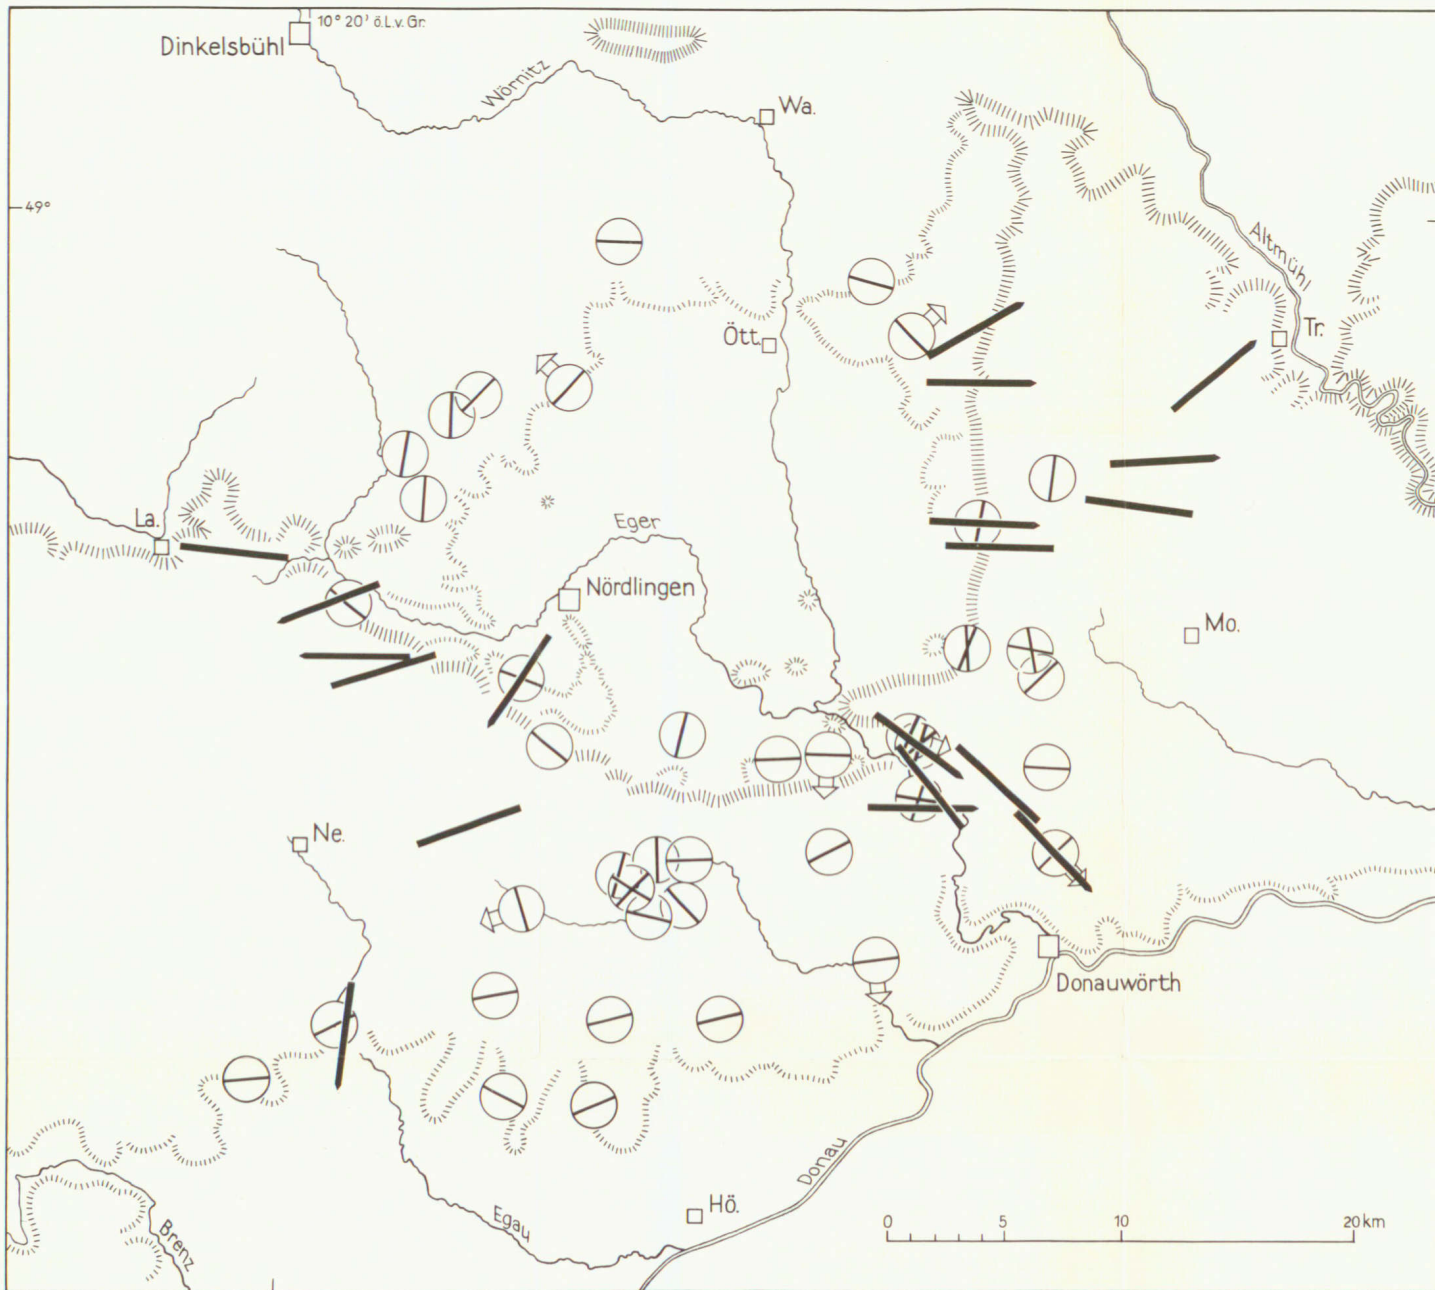 10° 20' ö.L.v.Gr.
Dinkelsbühl
Wörnitz
Wa.
49°
Altmühl
Ött.
Tr.
La.
Eger
Nördlingen
Mo.
Ne.
Donauwörth
Donau
Hö.
Egau
Brenz
0 5 10 20 km